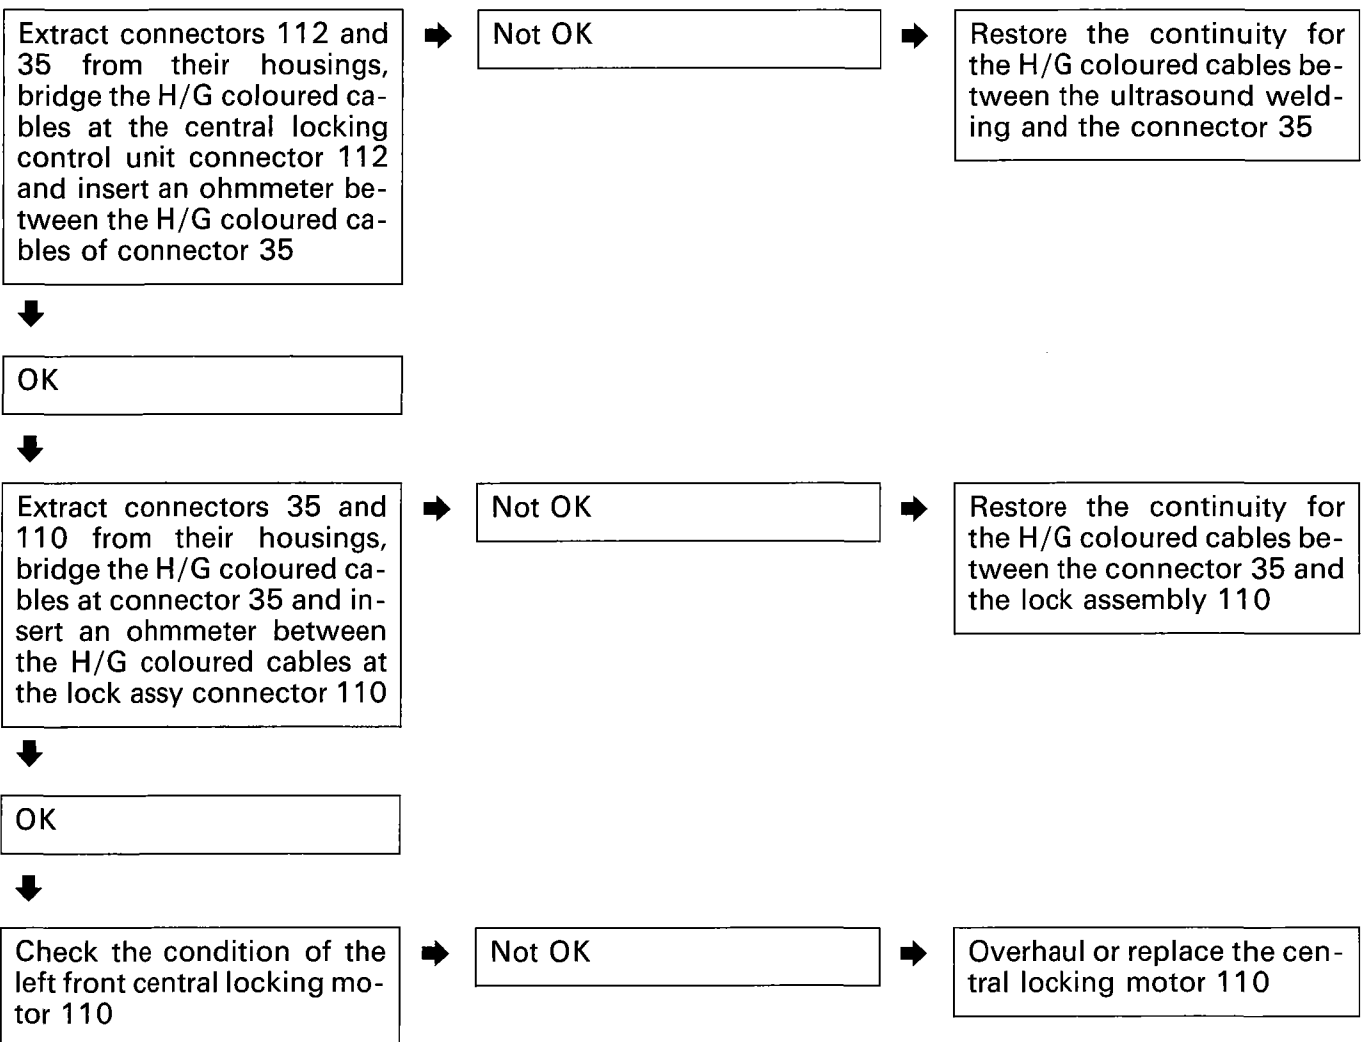 Extract connectors 112 and
35 from their housings,
bridge the H/G coloured ca-
bles at the central locking
control unit connector 112
and insert an ohmmeter be-
tween the H/G coloured ca-
bles of connector 35
Not OK
Restore the continuity for
the H/G coloured cables be-
tween the ultrasound weld-
ing and the connector 35
OK
Extract connectors 35 and
110 from their housings,
bridge the H/G coloured ca-
bles at connector 35 and in-
sert an ohmmeter between
the H/G coloured cables at
the lock assy connector 110
Not OK
Restore the continuity for
the H/G coloured cables be-
tween the connector 35 and
the lock assembly 110
OK
Check the condition of the
left front central locking mo-
tor 110
Not OK
Overhaul or replace the cen-
tral locking motor 110